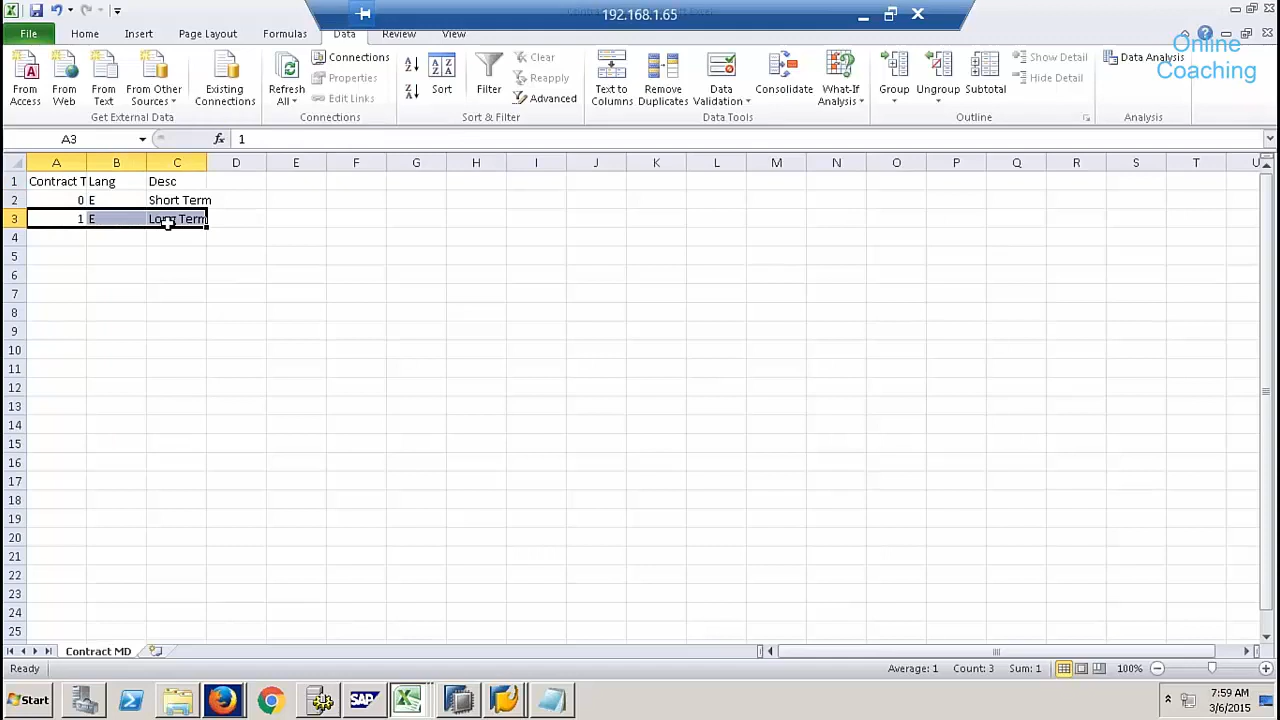 192.168.1.65
File Home Insert Page Layout Formulas Data Review View
Online Coaching
From Access
From Web
From Text
From Other Sources
Existing Connections
Get External Data
Refresh All
Connections
Properties
Edit Links
Connections
Sort
Filter
Clear
Reapply
Advanced
Sort & Filter
Text to Columns
Remove Duplicates
Data Validation
Consolidate
What-If Analysis
Data Tools
Group
Ungroup
Subtotal
Show Detail
Hide Detail
Outline
Data Analysis
Analysis
A3 fx 1
A B C D E F G H I J K L M N O P Q R S T U
1 Contract T Lang Desc
2 0 E Short Term
3 1 E Long Term
4
5
6
7
8
9
10
11
12
13
14
15
16
17
18
19
20
21
22
23
24
25
Contract MD
Ready Average: 1 Count: 3 Sum: 1 100%
Start SAP 7:59 AM
3/6/2015